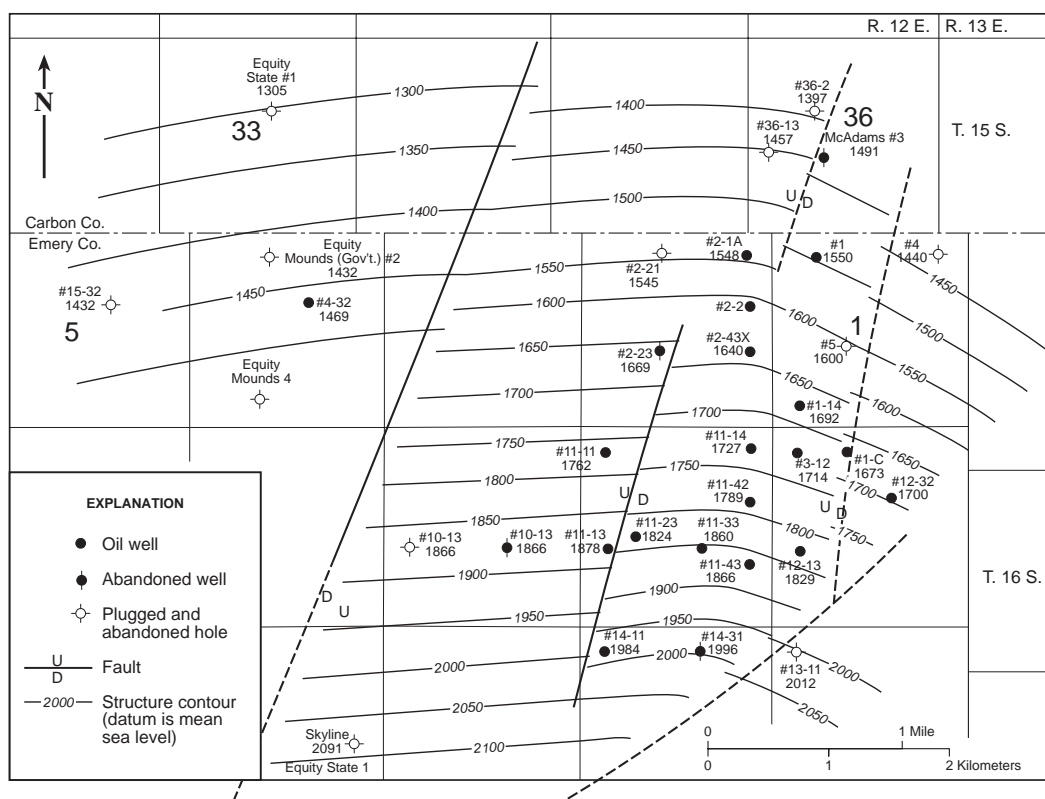 R. 12 E.
R. 13 E.
T. 15 S.
T. 16 S.
N
Carbon Co.
Emery Co.
33
36
5
1
Equity
State #1
1305
#36-2
1397
#36-13
1457
McAdams #3
1491
1300
1350
1400
1400
1450
1500
U
D
Equity
Mounds (Gov't.) #2
1432
#15-32
1432
#4-32
1469
1450
Equity
Mounds 4
#2-21
1545
#2-1A
1548
#1
1550
#4
1440
1450
1500
1550
1600
1650
1700
1750
1550
1600
#2-2
1600
#2-43X
1640
#5-
1600
#2-23
1669
1650
1700
1650
1700
#1-14
1692
1750
1800
#11-11
1762
#11-14
1727
#3-12
1714
#1-C
1673
#12-32
1700
1750
#11-42
1789
U
D
U
D
1800
1850
#10-13
1866
#10-13
1866
#11-13
1878
#11-23
1824
#11-33
1860
#11-43
1866
#12-13
1829
1900
1900
D
U
1950
1950
#14-11
1984
#14-31
1996
#13-11
2012
2000
2000
2000
2050
2050
Skyline
2091
Equity State 1
2100
EXPLANATION
Oil well
Abandoned well
Plugged and
abandoned hole
U
D
Fault
2000
Structure contour
(datum is mean
sea level)
0
1 Mile
0
1
2 Kilometers